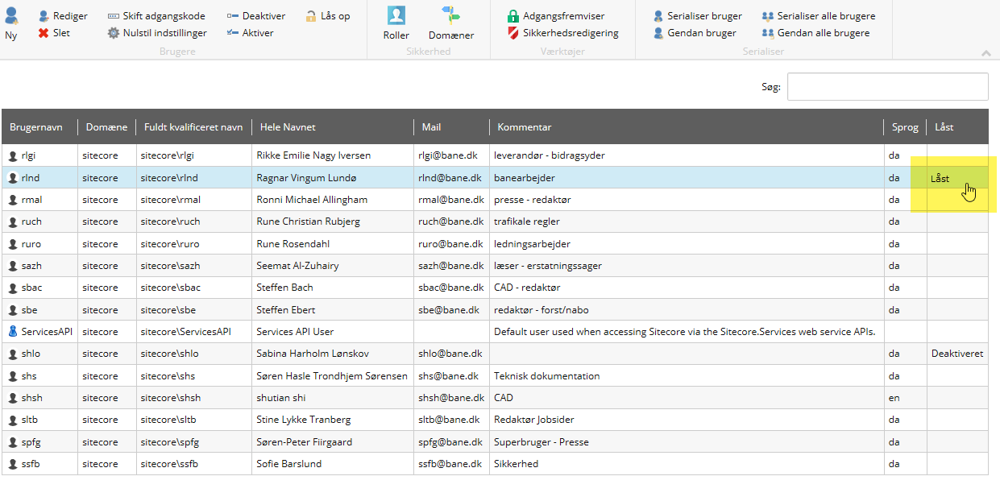 Rediger Skift adgangskode Deaktiver Lås op Adgangsfremviser Serialiser bruger Serialiser alle brugere
Ny Slet Nulstil indstillinger Aktiver Roller Domæner Sikkerhedsredigering Gendan bruger Gendan alle brugere
Brugere Sikkerhed Værktøjer Serialiser
Søg:
Brugernavn Domæne Fuldt kvalificeret navn Hele Navnet Mail Kommentar Sprog Låst
rlgi sitecore sitecore\rlgi Rikke Emilie Nagy Iversen rlgi@bane.dk leverandør - bidragsyder da
rlnd sitecore sitecore\rlnd Ragnar Vingum Lundø rlnd@bane.dk banearbejder da Låst
rmal sitecore sitecore\rmal Ronni Michael Allingham rmal@bane.dk presse - redaktør da
ruch sitecore sitecore\ruch Rune Christian Rubjerg ruch@bane.dk trafikale regler da
ruro sitecore sitecore\ruro Rune Rosendahl ruro@bane.dk ledningsarbejder da
sazh sitecore sitecore\sazh Seemat Al-Zuhairy sazh@bane.dk læser - erstatningssager da
sbac sitecore sitecore\sbac Steffen Bach sbac@bane.dk CAD - redaktør da
sbe sitecore sitecore\sbe Steffen Ebert sbe@bane.dk redaktør - forst/nabo da
ServicesAPI sitecore sitecore\ServicesAPI Services API User Default user used when accessing Sitecore via the Sitecore.Services web service APIs.
shlo sitecore sitecore\shlo Sabina Harholm Lønskov shlo@bane.dk da Deaktiveret
shs sitecore sitecore\shs Søren Hasle Trondhjem Sørensen shs@bane.dk Teknisk dokumentation da
shsh sitecore sitecore\shsh shutian shi shsh@bane.dk CAD en
sltb sitecore sitecore\sltb Stine Lykke Tranberg sltb@bane.dk Redaktør Jobsider da
spfg sitecore sitecore\spfg Søren-Peter Fiirgaard spfg@bane.dk Superbruger - Presse da
ssfb sitecore sitecore\ssfb Sofie Barslund ssfb@bane.dk Sikkerhed da